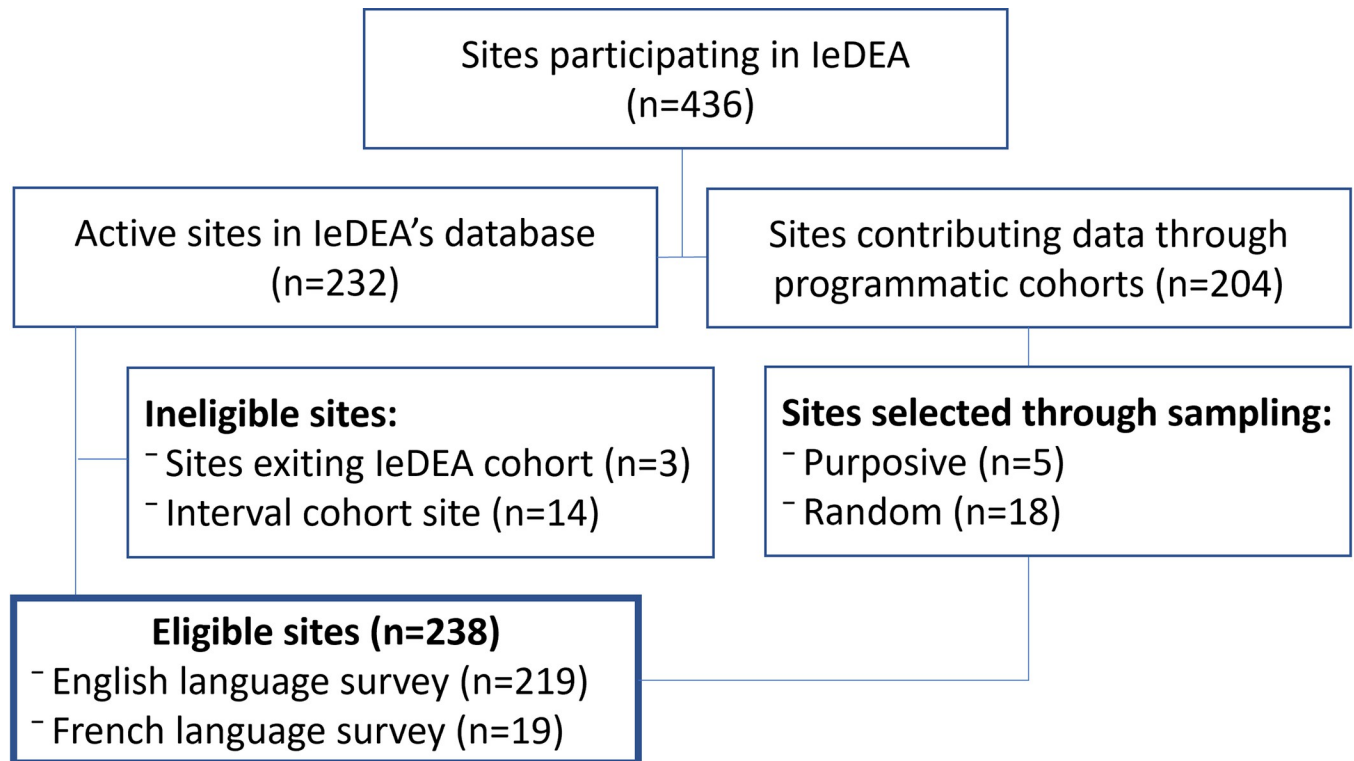 Sites participating in IeDEA
(n=436)
Active sites in IeDEA’s database
(n=232)
Sites contributing data through
programmatic cohorts (n=204)
Ineligible sites:
⁻ Sites exiting IeDEA cohort (n=3)
⁻ Interval cohort site (n=14)
Sites selected through sampling:
⁻ Purposive (n=5)
⁻ Random (n=18)
Eligible sites (n=238)
⁻ English language survey (n=219)
⁻ French language survey (n=19)